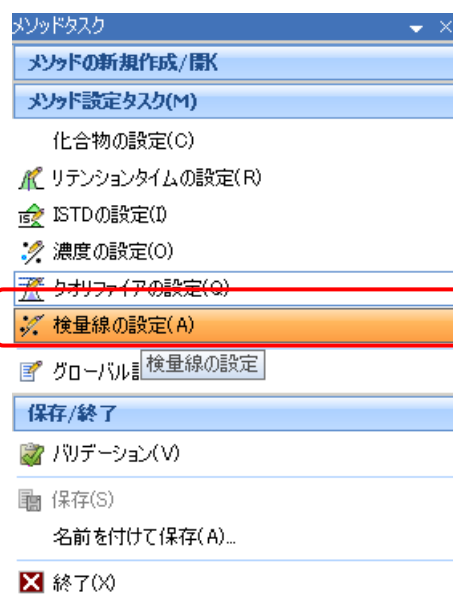 メソッドタスク
メソッドの新規作成/開く
メソッド設定タスク(M)
化合物の設定(C)
リテンションタイムの設定(R)
ISTDの設定(I)
濃度の設定(O)
クオリファイアの設定(Q)
検量線の設定(A)
グローバル
検量線の設定
保存/終了
バリデーション(V)
保存(S)
名前を付けて保存(A)...
終了(X)